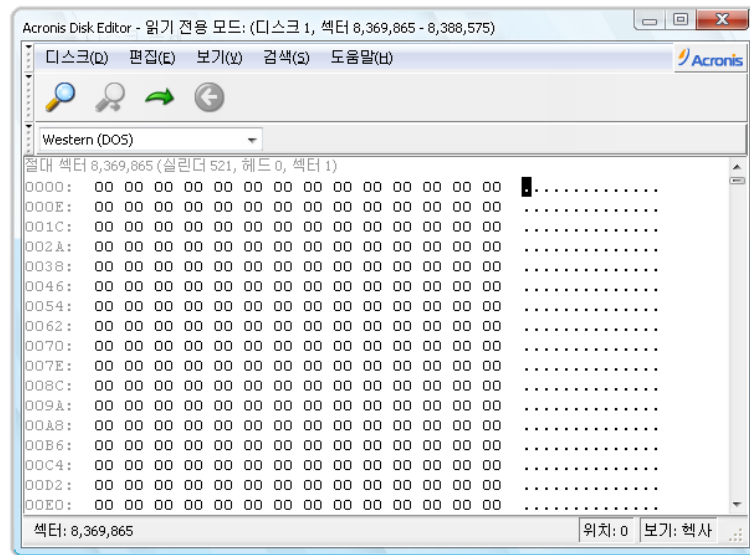 Acronis Disk Editor - 읽기 전용 모드: (디스크 1, 섹터 8,369,865 - 8,388,575)
디스크(D) 편집(E) 보기(V) 검색(S) 도움말(H) Acronis
Western (DOS)
절대 섹터 8,369,865 (실린더 521, 헤드 0, 섹터 1)
0000: 00 00 00 00 00 00 00 00 00 00 00 00 00 00 ..............
000E: 00 00 00 00 00 00 00 00 00 00 00 00 00 00 ..............
001C: 00 00 00 00 00 00 00 00 00 00 00 00 00 00 ..............
002A: 00 00 00 00 00 00 00 00 00 00 00 00 00 00 ..............
0038: 00 00 00 00 00 00 00 00 00 00 00 00 00 00 ..............
0046: 00 00 00 00 00 00 00 00 00 00 00 00 00 00 ..............
0054: 00 00 00 00 00 00 00 00 00 00 00 00 00 00 ..............
0062: 00 00 00 00 00 00 00 00 00 00 00 00 00 00 ..............
0070: 00 00 00 00 00 00 00 00 00 00 00 00 00 00 ..............
007E: 00 00 00 00 00 00 00 00 00 00 00 00 00 00 ..............
008C: 00 00 00 00 00 00 00 00 00 00 00 00 00 00 ..............
009A: 00 00 00 00 00 00 00 00 00 00 00 00 00 00 ..............
00A8: 00 00 00 00 00 00 00 00 00 00 00 00 00 00 ..............
00B6: 00 00 00 00 00 00 00 00 00 00 00 00 00 00 ..............
00C4: 00 00 00 00 00 00 00 00 00 00 00 00 00 00 ..............
00D2: 00 00 00 00 00 00 00 00 00 00 00 00 00 00 ..............
00E0: 00 00 00 00 00 00 00 00 00 00 00 00 00 00 ..............
섹터: 8,369,865 위치: 0 보기: 헥사